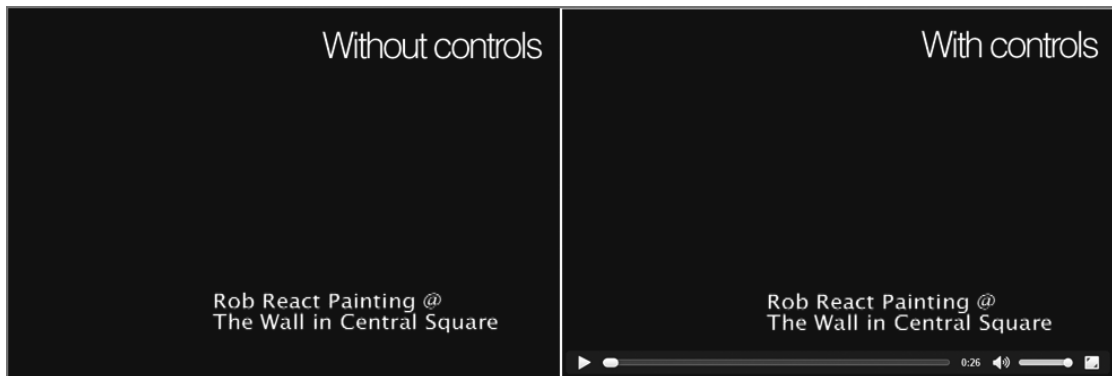 Without controls
Rob React Painting @
The Wall in Central Square
With controls
Rob React Painting @
The Wall in Central Square
0:26